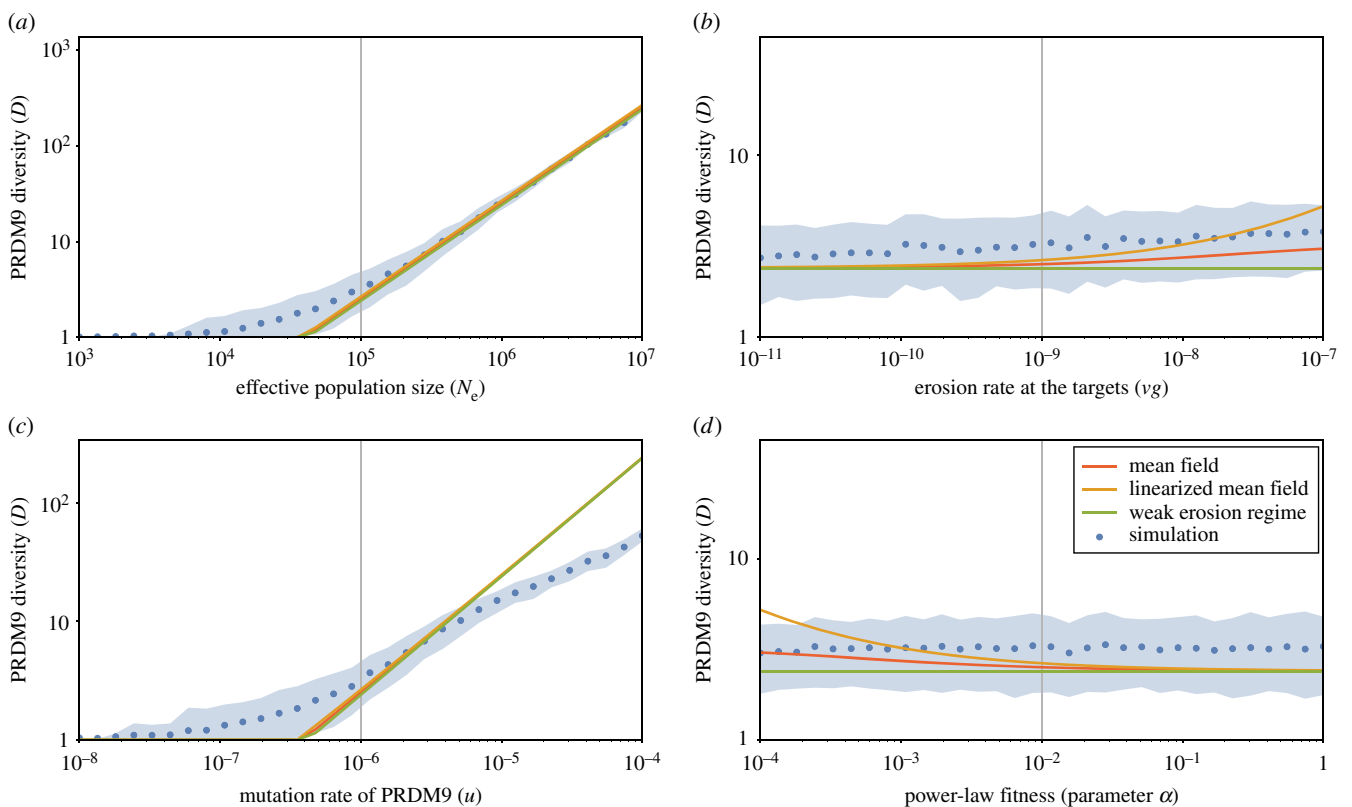 (a)
10³
10²
10
1
PRDM9 diversity (D)
10³ 10⁴ 10⁵ 10⁶ 10⁷
effective population size (Nₑ)
(b)
10
1
PRDM9 diversity (D)
10⁻¹¹ 10⁻¹⁰ 10⁻⁹ 10⁻⁸ 10⁻⁷
erosion rate at the targets (vg)
(c)
10²
10
1
PRDM9 diversity (D)
10⁻⁸ 10⁻⁷ 10⁻⁶ 10⁻⁵ 10⁻⁴
mutation rate of PRDM9 (u)
(d)
mean field
linearized mean field
weak erosion regime
simulation
10
1
PRDM9 diversity (D)
10⁻⁴ 10⁻³ 10⁻² 10⁻¹ 1
power-law fitness (parameter α)